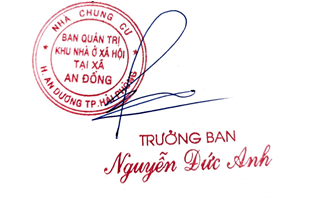 NHÀ CHUNG CƯ
BAN QUẢN TRỊ
KHU NHÀ Ở XÃ HỘI
TẠI XÃ
AN ĐỒNG
H. AN DƯƠNG TP. HẢI PHÒNG
TRƯỞNG BAN
Nguyễn Đức Anh